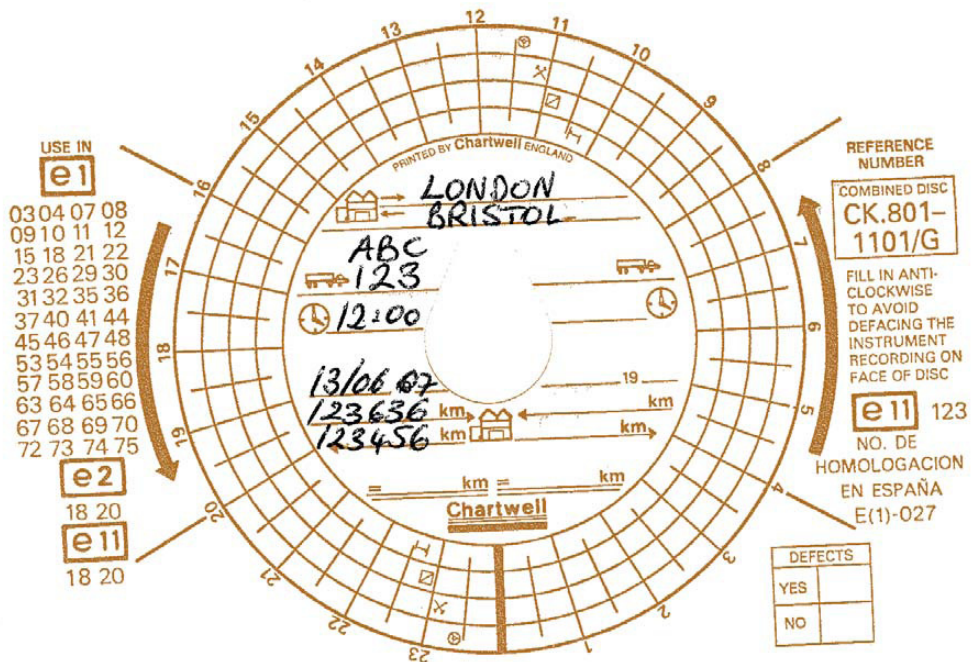 12
11
10
9
8
7
6
5
4
3
2
1
23
22
21
20
19
18
17
16
15
14
13
PRINTED BY Chartwell ENGLAND
LONDON
BRISTOL
ABC
123
12:00
13/06 07
19
123636 km km
123456 km km
= km = km
Chartwell
USE IN
e1
03 04 07 08
09 10 11 12
15 18 21 22
23 26 29 30
31 32 35 36
37 40 41 44
45 46 47 48
53 54 55 56
57 58 59 60
63 64 65 66
67 68 69 70
72 73 74 75
e2
18 20
e11
18 20
REFERENCE
NUMBER
COMBINED DISC
CK.801-
1101/G
FILL IN ANTI-
CLOCKWISE
TO AVOID
DEFACING THE
INSTRUMENT
RECORDING ON
FACE OF DISC
e11 123
NO. DE
HOMOLOGACION
EN ESPAÑA
E(1)-027
DEFECTS
YES
NO